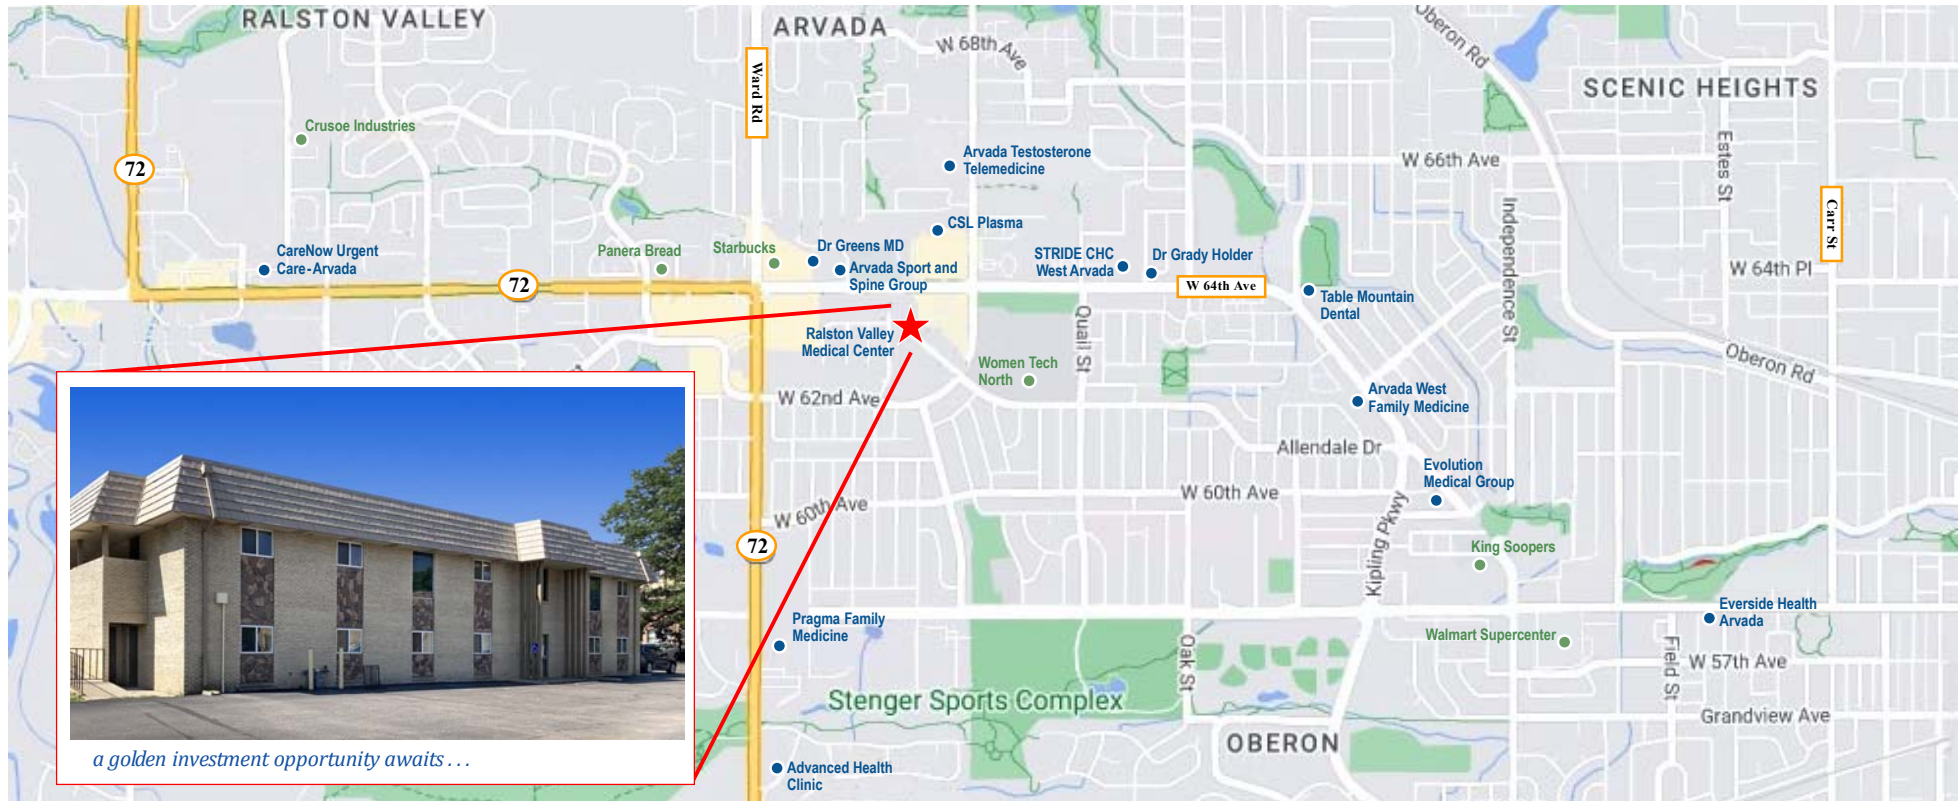 RALSTON VALLEY
ARVADA
W 68th Ave
Oberon Rd
SCENIC HEIGHTS
Ward Rd
72
Crusoe Industries
Arvada Testosterone
Telemedicine
W 66th Ave
Estes St
Carr St
Independence St
CSL Plasma
CareNow Urgent
Care-Arvada
Panera Bread
Starbucks
Dr Greens MD
Arvada Sport and
Spine Group
STRIDE CHC
West Arvada
Dr Grady Holder
W 64th Pl
72
W 64th Ave
Table Mountain
Dental
Quail St
Ralston Valley
Medical Center
Women Tech
North
Oberon Rd
W 62nd Ave
Arvada West
Family Medicine
Allendale Dr
Evolution
Medical Group
W 60th Ave
W 60th Ave
Kipling Pkwy
72
King Soopers
Everside Health
Arvada
Pragma Family
Medicine
Walmart Supercenter
Oak St
Field St
W 57th Ave
Stenger Sports Complex
Grandview Ave
OBERON
a golden investment opportunity awaits . . .
Advanced Health
Clinic